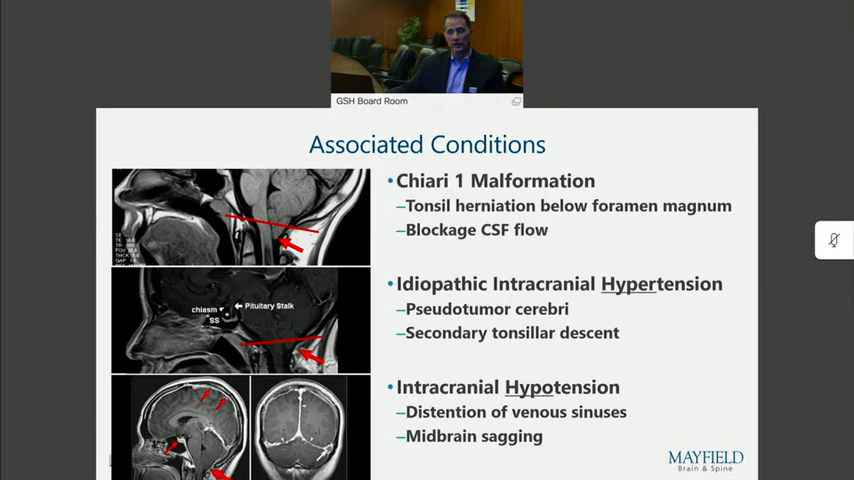 GSH Board Room
Associated Conditions
•Chiari 1 Malformation
–Tonsil herniation below foramen magnum
–Blockage CSF flow
•Idiopathic Intracranial Hypertension
–Pseudotumor cerebri
–Secondary tonsillar descent
•Intracranial Hypotension
–Distention of venous sinuses
–Midbrain sagging
chiasm
Pituitary Stalk
SS
MAYFIELD
Brain & Spine